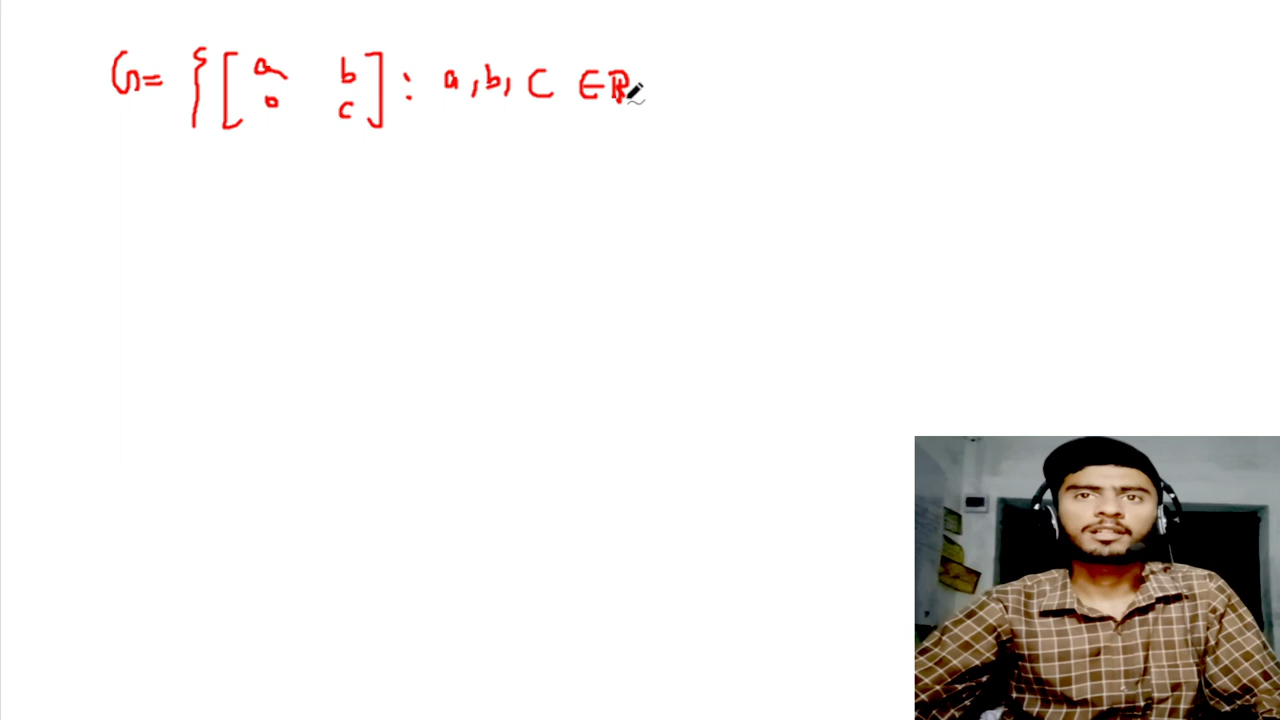 G = { [ a b
0 c ] : a, b, c ∈ ℝ